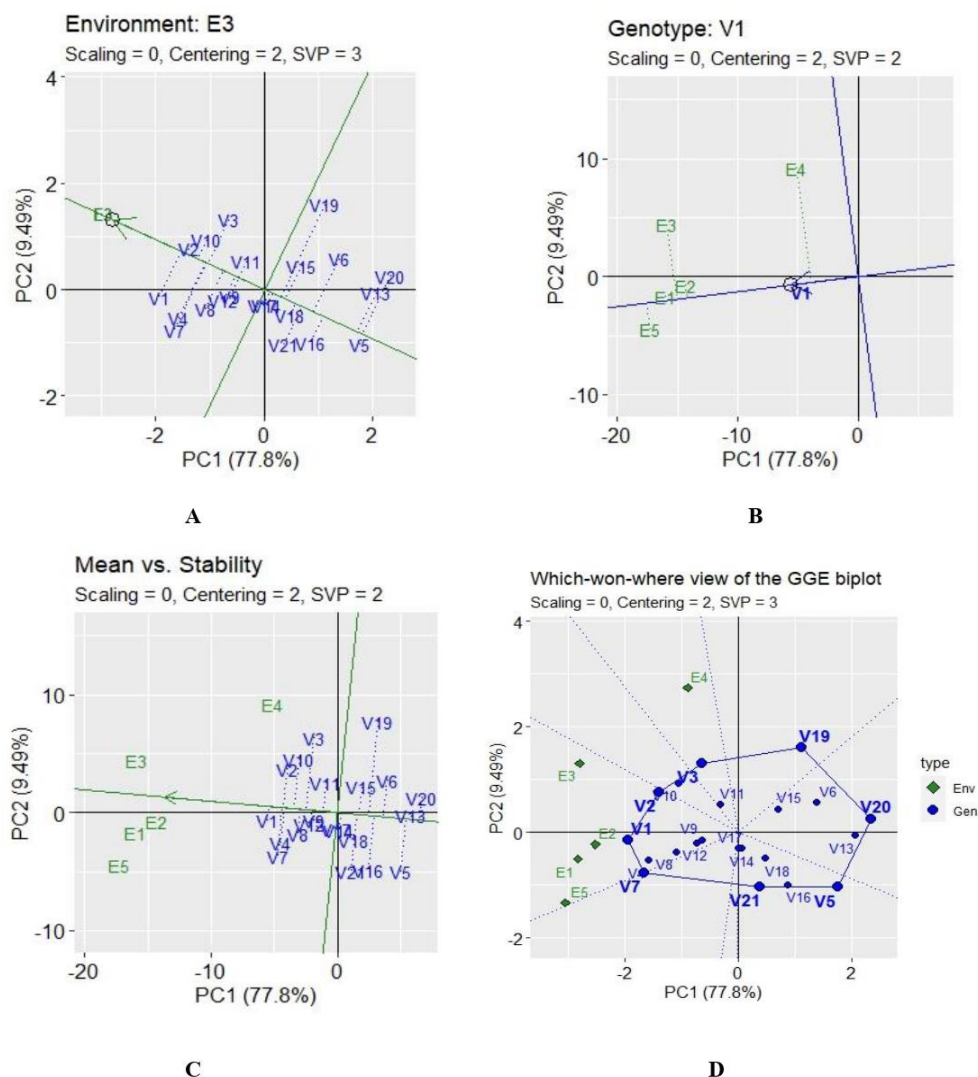 Environment: E3
Scaling = 0, Centering = 2, SVP = 3
4
2
0
-2
PC2 (9.49%)
E3
V19
V3
V10
V2
V11
V15
V6
V20
V1
V9
V12
V13
V8
V4
V7
V14
V18
V21
V16
V5
-2
0
2
PC1 (77.8%)
A
Genotype: V1
Scaling = 0, Centering = 2, SVP = 2
10
0
-10
PC2 (9.49%)
E4
E3
E2
E1
V1
E5
-20
-10
0
PC1 (77.8%)
B
Mean vs. Stability
Scaling = 0, Centering = 2, SVP = 2
10
0
-10
PC2 (9.49%)
E4
E3
E2
E1
E5
V19
V3
V10
V2
V11
V15
V6
V20
V1
V9
V12
V13
V8
V4
V7
V14
V18
V21
V16
V5
-20
-10
0
PC1 (77.8%)
C
Which-won-where view of the GGE biplot
Scaling = 0, Centering = 2, SVP = 3
4
2
0
-2
PC2 (9.49%)
E4
E3
E2
E1
E5
V19
V3
V2
V10
V11
V15
V6
V20
V1
V9
V17
V13
V12
V14
V8
V7
V18
V21
V16
V5
-2
0
2
PC1 (77.8%)
type
Env
Gen
D